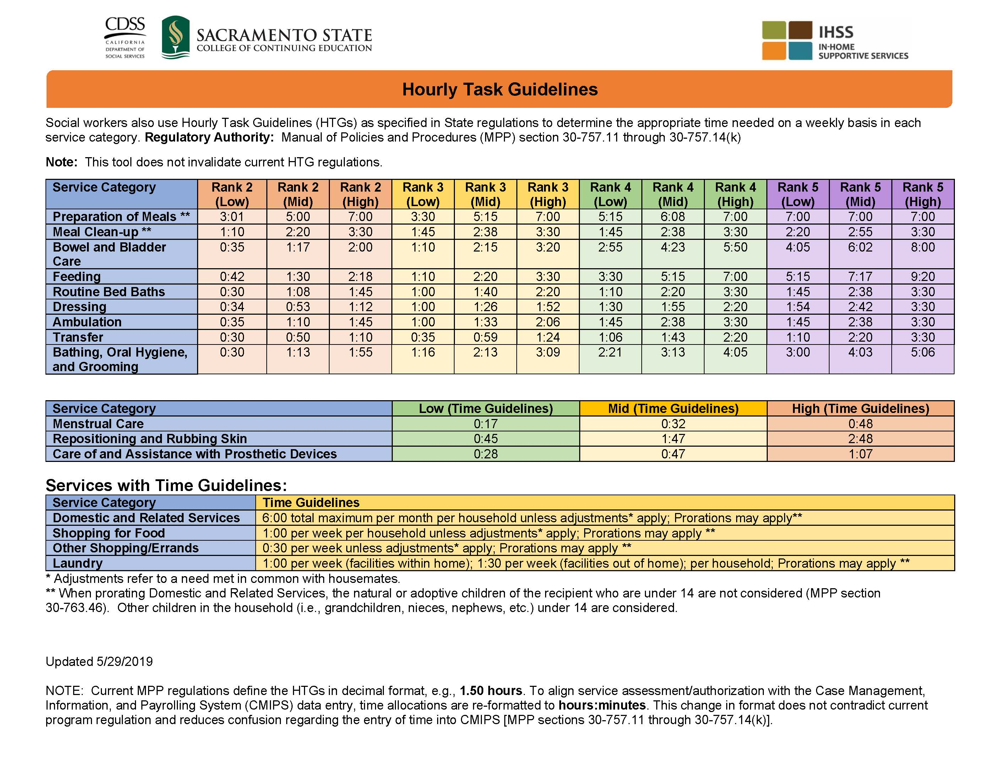 CDSS
CALIFORNIA
DEPARTMENT OF
SOCIAL SERVICES
SACRAMENTO STATE
COLLEGE OF CONTINUING EDUCATION
IHSS
IN-HOME
SUPPORTIVE SERVICES
Hourly Task Guidelines
Social workers also use Hourly Task Guidelines (HTGs) as specified in State regulations to determine the appropriate time needed on a weekly basis in each
service category. Regulatory Authority:  Manual of Policies and Procedures (MPP) section 30-757.11 through 30-757.14(k)
Note:  This tool does not invalidate current HTG regulations.
Service Category Rank 2 (Low) Rank 2 (Mid) Rank 2 (High) Rank 3 (Low) Rank 3 (Mid) Rank 3 (High) Rank 4 (Low) Rank 4 (Mid) Rank 4 (High) Rank 5 (Low) Rank 5 (Mid) Rank 5 (High)
Preparation of Meals ** 3:01 5:00 7:00 3:30 5:15 7:00 5:15 6:08 7:00 7:00 7:00 7:00
Meal Clean-up ** 1:10 2:20 3:30 1:45 2:38 3:30 1:45 2:38 3:30 2:20 2:55 3:30
Bowel and Bladder Care 0:35 1:17 2:00 1:10 2:15 3:20 2:55 4:23 5:50 4:05 6:02 8:00
Feeding 0:42 1:30 2:18 1:10 2:20 3:30 3:30 5:15 7:00 5:15 7:17 9:20
Routine Bed Baths 0:30 1:08 1:45 1:00 1:40 2:20 1:10 2:20 3:30 1:45 2:38 3:30
Dressing 0:34 0:53 1:12 1:00 1:26 1:52 1:30 1:55 2:20 1:54 2:42 3:30
Ambulation 0:35 1:10 1:45 1:00 1:33 2:06 1:45 2:38 3:30 1:45 2:38 3:30
Transfer 0:30 0:50 1:10 0:35 0:59 1:24 1:06 1:43 2:20 1:10 2:20 3:30
Bathing, Oral Hygiene, and Grooming 0:30 1:13 1:55 1:16 2:13 3:09 2:21 3:13 4:05 3:00 4:03 5:06
Service Category Low (Time Guidelines) Mid (Time Guidelines) High (Time Guidelines)
Menstrual Care 0:17 0:32 0:48
Repositioning and Rubbing Skin 0:45 1:47 2:48
Care of and Assistance with Prosthetic Devices 0:28 0:47 1:07
Services with Time Guidelines:
Service Category Time Guidelines
Domestic and Related Services 6:00 total maximum per month per household unless adjustments* apply; Prorations may apply**
Shopping for Food 1:00 per week per household unless adjustments* apply; Prorations may apply **
Other Shopping/Errands 0:30 per week unless adjustments* apply; Prorations may apply **
Laundry 1:00 per week (facilities within home); 1:30 per week (facilities out of home); per household; Prorations may apply **
* Adjustments refer to a need met in common with housemates.
** When prorating Domestic and Related Services, the natural or adoptive children of the recipient who are under 14 are not considered (MPP section
30-763.46).  Other children in the household (i.e., grandchildren, nieces, nephews, etc.) under 14 are considered.
Updated 5/29/2019
NOTE:  Current MPP regulations define the HTGs in decimal format, e.g., 1.50 hours. To align service assessment/authorization with the Case Management,
Information, and Payrolling System (CMIPS) data entry, time allocations are re-formatted to hours:minutes. This change in format does not contradict current
program regulation and reduces confusion regarding the entry of time into CMIPS [MPP sections 30-757.11 through 30-757.14(k)].